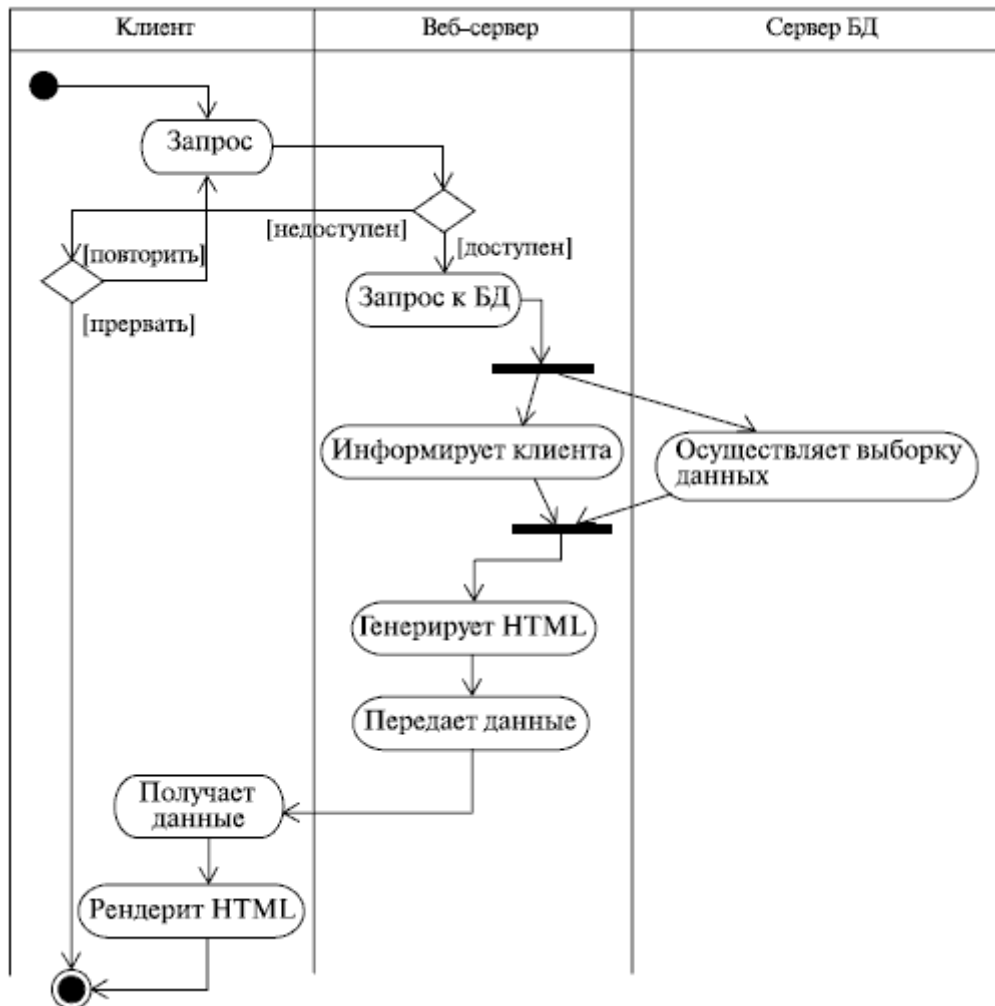 Клиент
Веб-сервер
Сервер БД
Запрос
[недоступен]
[доступен]
[повторить]
[прервать]
Запрос к БД
Информирует клиента
Осуществляет выборку
данных
Генерирует HTML
Передает данные
Получает
данные
Рендерит HTML